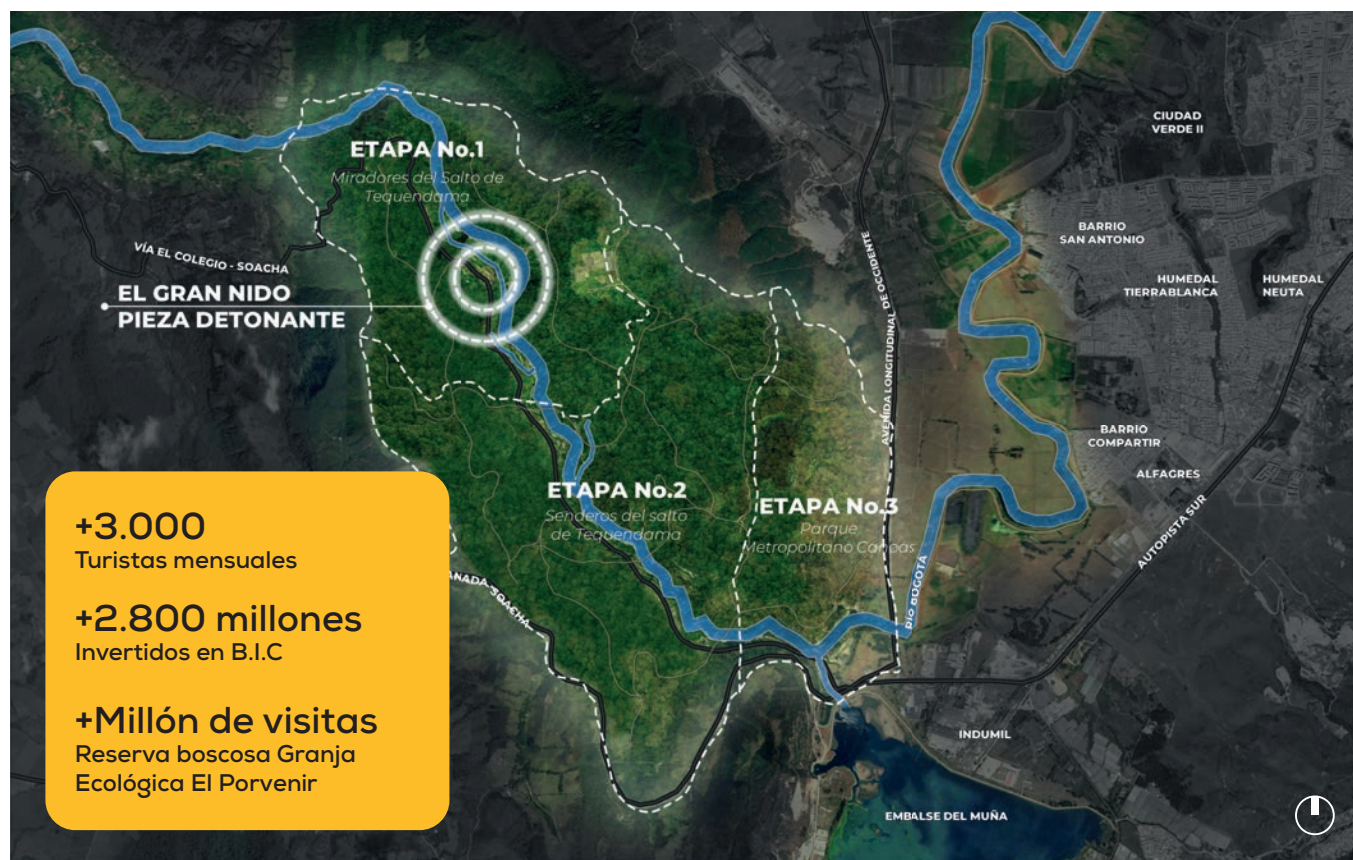 CIUDAD
VERDE II
ETAPA No.1
Miradores del Salto de
Tequendama
BARRIO
SAN ANTONIO
VÍA EL COLEGIO - SOACHA
HUMEDAL
TIERRABLANCA
HUMEDAL
NEUTA
EL GRAN NIDO
PIEZA DETONANTE
AVENIDA LONGITUDINAL DE OCCIDENTE
BARRIO
COMPARTIR
ALFAGRES
AUTOPISTA SUR
ETAPA No.2
Senderos del salto
de Tequendama
ETAPA No.3
Parque
Metropolitano Canoas
RÍO BOGOTÁ
ANADA-SOACHA
+3.000
Turistas mensuales
+2.800 millones
Invertidos en B.I.C
+Millón de visitas
Reserva boscosa Granja
Ecológica El Porvenir
INDUMIL
EMBALSE DEL MUÑA